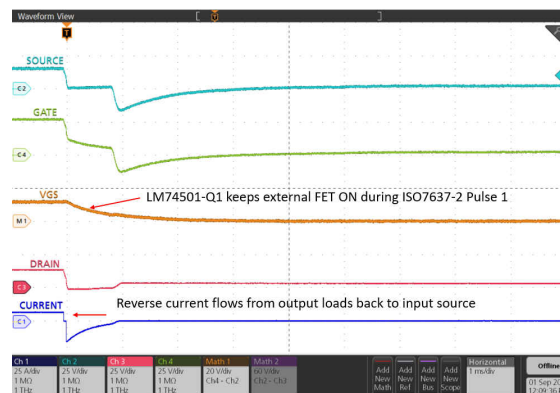 Waveform View
T
SOURCE
C2
GATE
C4
VGS
LM74501-Q1 keeps external FET ON during ISO7637-2 Pulse 1
M1
DRAIN
C3
CURRENT
Reverse current flows from output loads back to input source
C1
Ch 1
25 A/div
1 MΩ
1 THz
Ch 2
25 V/div
1 MΩ
1 THz
Ch 3
25 V/div
1 MΩ
1 THz
Ch 4
25 V/div
1 MΩ
1 THz
Math 1
20 V/div
Ch4 - Ch2
Math 2
60 V/div
Ch2 - Ch3
Add New Math
Add New Ref
Add New Bus
Add New Scope
Horizontal
1 ms/div
Offline
01 Sep 20
12:09:36